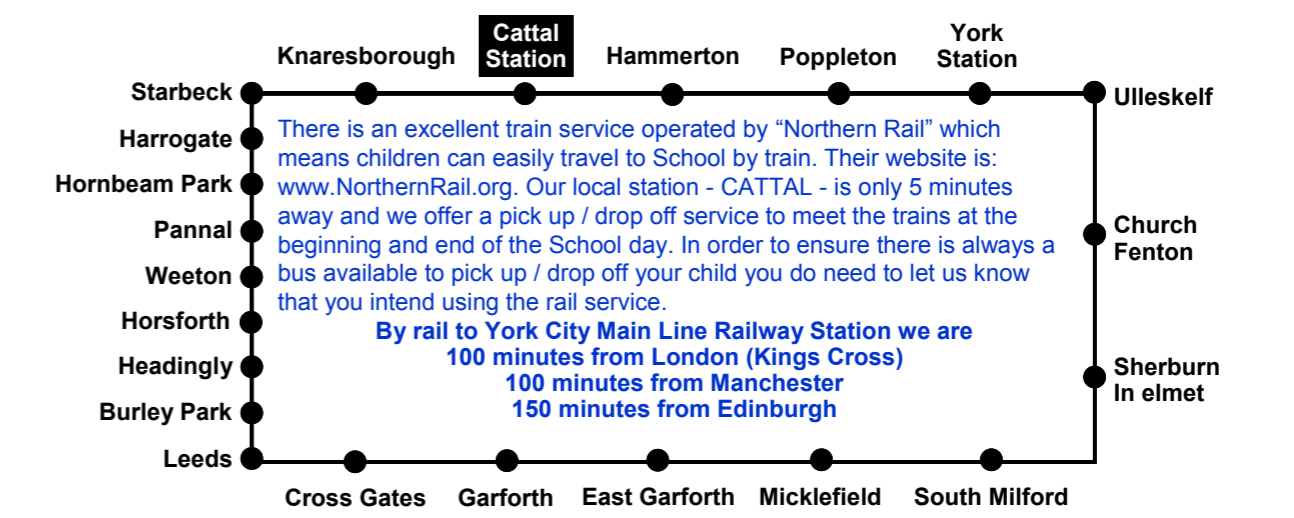 Cattal
Station
York
Station
Knaresborough
Hammerton
Poppleton
Starbeck
Ulleskelf
Harrogate
Hornbeam Park
Pannal
Weeton
Horsforth
Headingly
Burley Park
Leeds
There is an excellent train service operated by “Northern Rail” which
means children can easily travel to School by train. Their website is:
www.NorthernRail.org. Our local station - CATTAL - is only 5 minutes
away and we offer a pick up / drop off service to meet the trains at the
beginning and end of the School day. In order to ensure there is always a
bus available to pick up / drop off your child you do need to let us know
that you intend using the rail service.
By rail to York City Main Line Railway Station we are
100 minutes from London (Kings Cross)
100 minutes from Manchester
150 minutes from Edinburgh
Church
Fenton
Sherburn
In elmet
Cross Gates
Garforth
East Garforth
Micklefield
South Milford